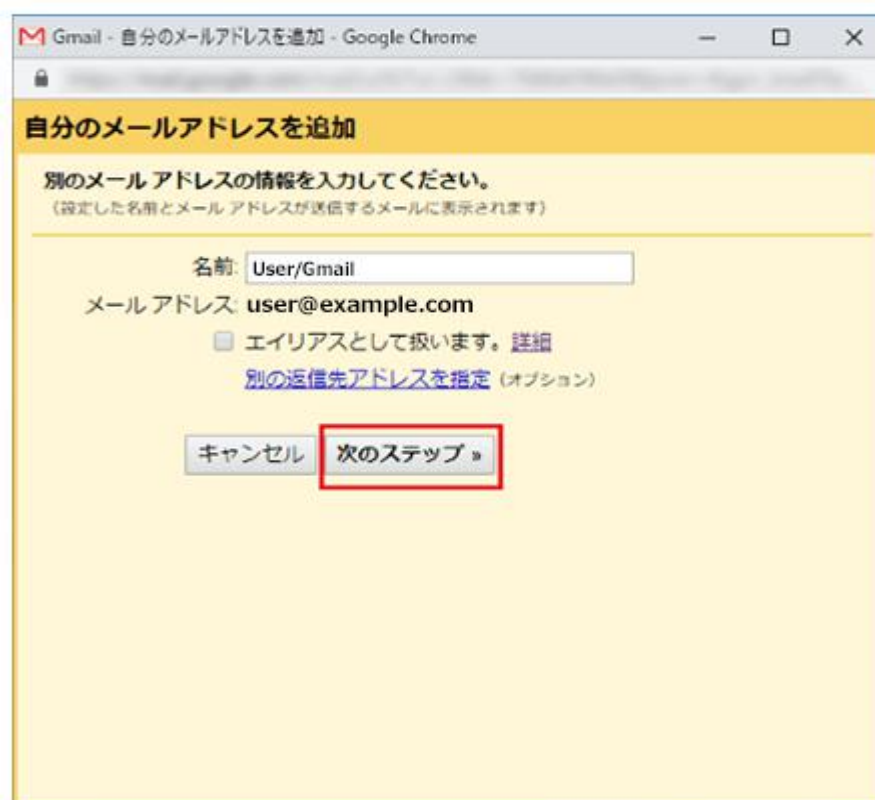 Gmail - 自分のメールアドレスを追加 - Google Chrome
自分のメールアドレスを追加
別のメール アドレスの情報を入力してください。
(設定した名前とメール アドレスが送信するメールに表示されます)
名前: User/Gmail
メール アドレス: user@example.com
エイリアスとして扱います。 詳細
別の返信先アドレスを指定 (オプション)
キャンセル 次のステップ »